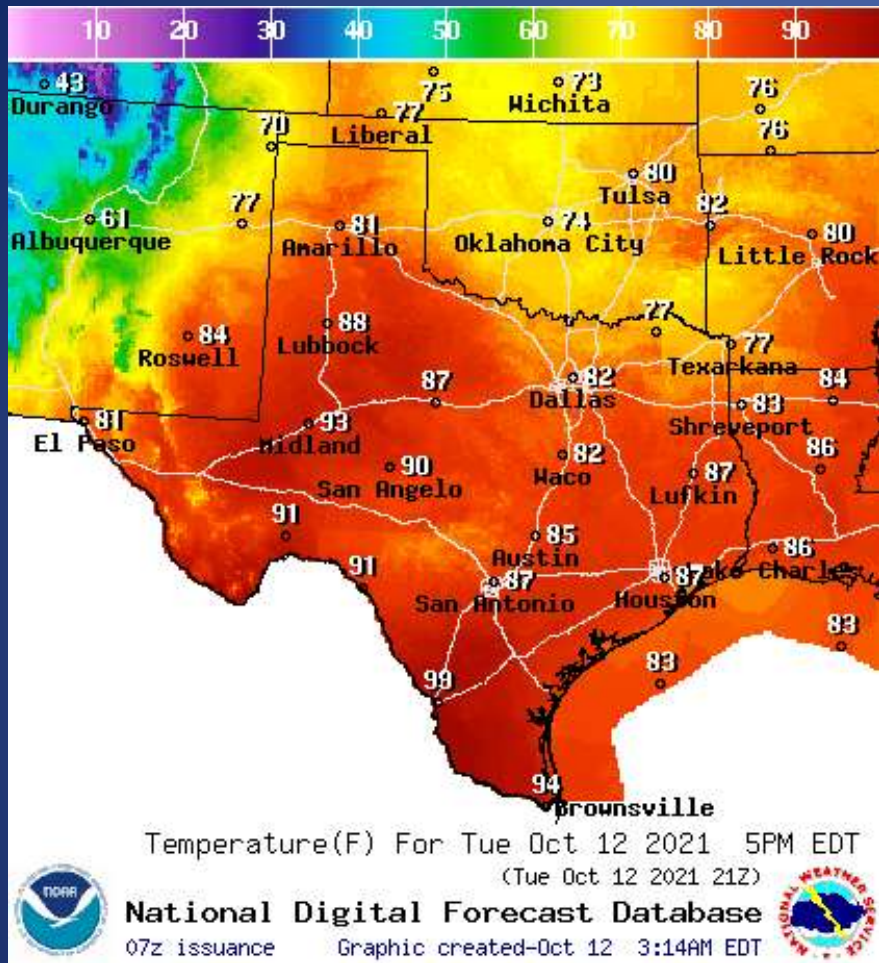 10 20 30 40 50 60 70 80 90
43
Durango
75
73
Wichita
76
77
Liberal
70
76
80
Tulsa
77
61
Albuquerque
81
Amarillo
74
Oklahoma City
82
80
Little Rock
84
Roswell
88
Lubbock
77
77
Texarkana
82
Dallas
87
83
Shreveport
84
81
El Paso
93
Midland
90
San Angelo
82
Waco
87
Lufkin
86
91
85
Austin
86
Lake Charles
91
87
San Antonio
87
Houston
83
83
99
94
Brownsville
Temperature(F) For Tue Oct 12 2021 5PM EDT
(Tue Oct 12 2021 21Z)
NOAA
National Digital Forecast Database
07z issuance Graphic created-Oct 12 3:14AM EDT
NATIONAL WEATHER SERVICE